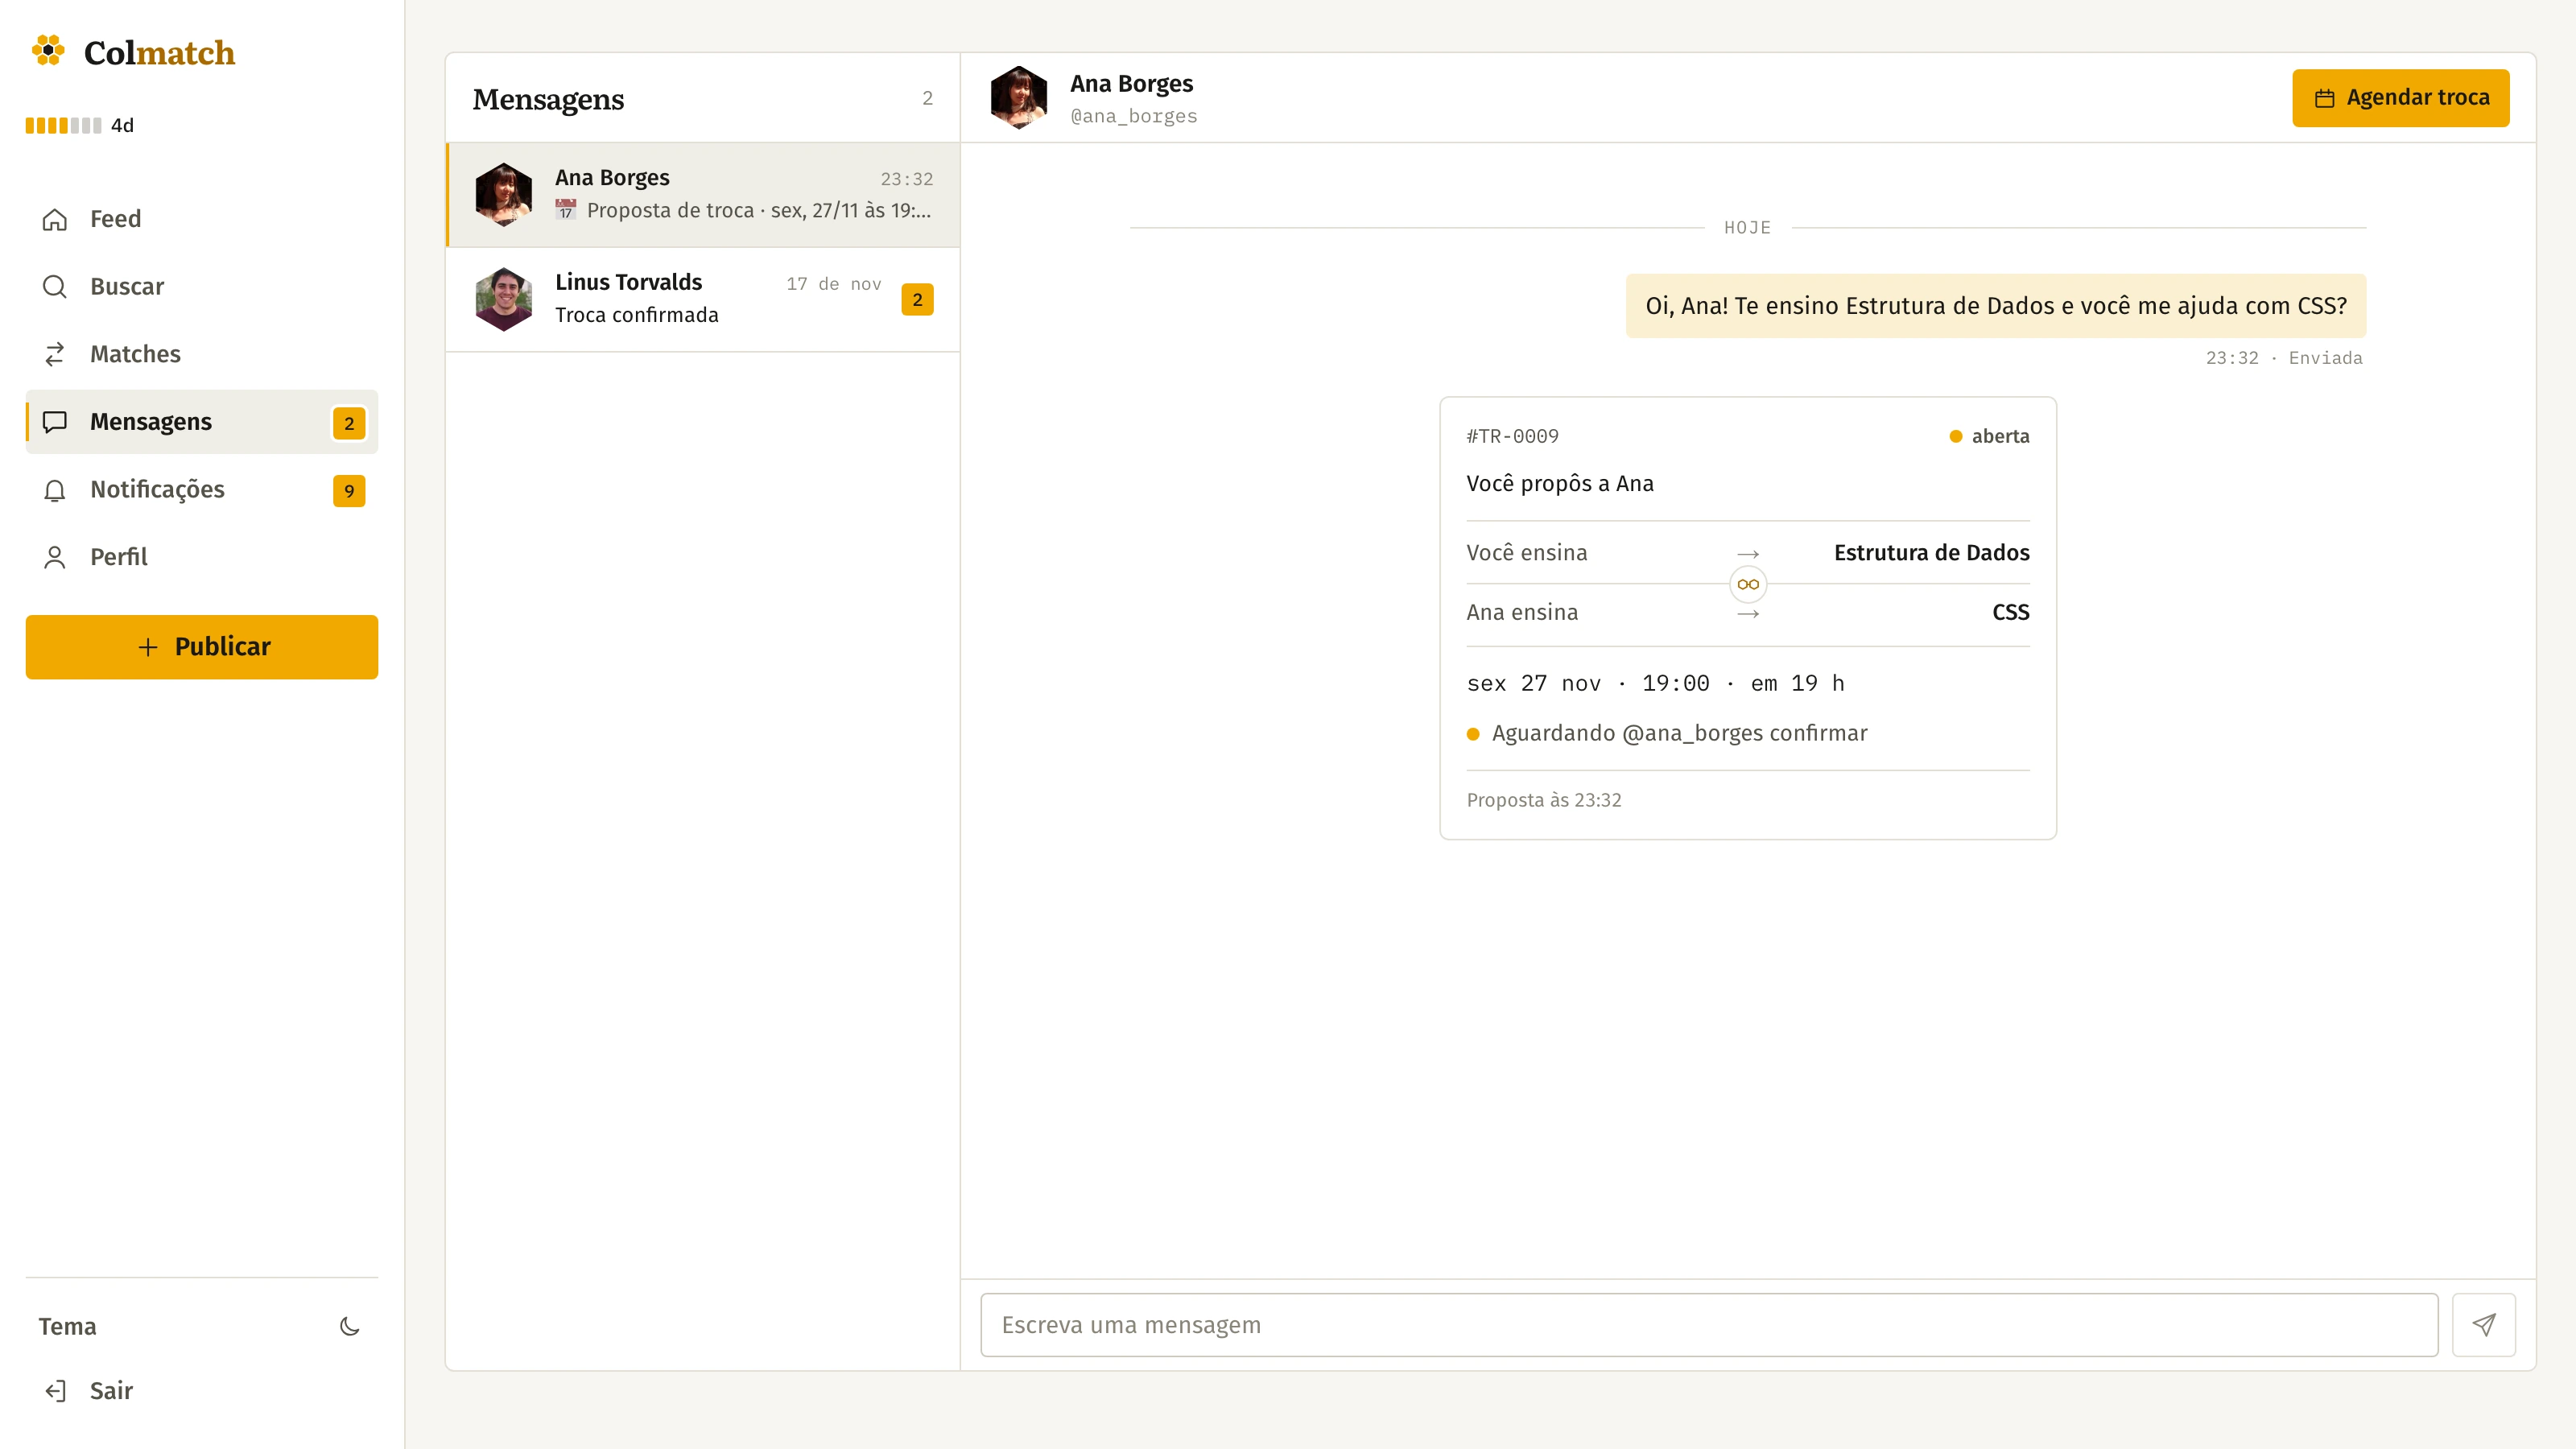 Colmatch
4d
Feed
Buscar
Matches
Mensagens 2
Notificações 9
Perfil
Publicar
Tema
Sair
Mensagens 2
Ana Borges 23:32
17 Proposta de troca · sex, 27/11 às 19:...
Linus Torvalds 17 de nov 2
Troca confirmada
Ana Borges
@ana_borges
Agendar troca
HOJE
Oi, Ana! Te ensino Estrutura de Dados e você me ajuda com CSS?
23:32 · Enviada
#TR-0009 aberta
Você propôs a Ana
Você ensina → Estrutura de Dados
Ana ensina → CSS
sex 27 nov · 19:00 · em 19 h
Aguardando @ana_borges confirmar
Proposta às 23:32
Escreva uma mensagem